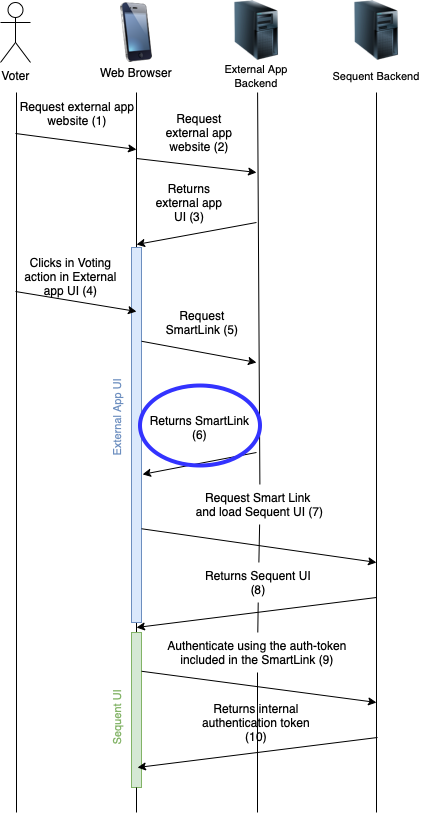 Voter
Web Browser
External App
Backend
Sequent Backend
Request external app
website (1)
Request
external app
website (2)
Returns
external app
UI (3)
Clicks in Voting
action in External
app UI (4)
Request
SmartLink (5)
External App UI
Returns SmartLink
(6)
Request Smart Link
and load Sequent UI (7)
Returns Sequent UI
(8)
Authenticate using the auth-token
included in the SmartLink (9)
Sequent UI
Returns internal
authentication token
(10)